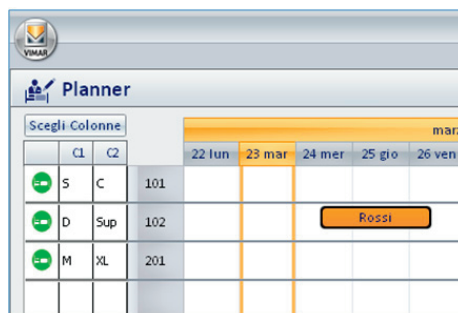 VIMAR
Planner
Scegli Colonne
mar
C1 C2 22 lun 23 mar 24 mer 25 gio 26 ven
S C 101
D Sup 102 Rossi
M XL 201